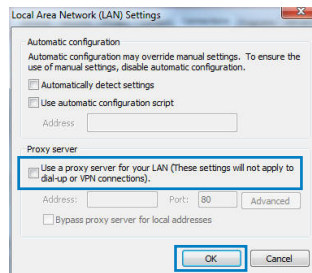 Local Area Network (LAN) Settings
Automatic configuration
Automatic configuration may override manual settings. To ensure the
use of manual settings, disable automatic configuration.
Automatically detect settings
Use automatic configuration script
Address
Proxy server
Use a proxy server for your LAN (These settings will not apply to
dial-up or VPN connections).
Address: Port: 80 Advanced
Bypass proxy server for local addresses
OK Cancel